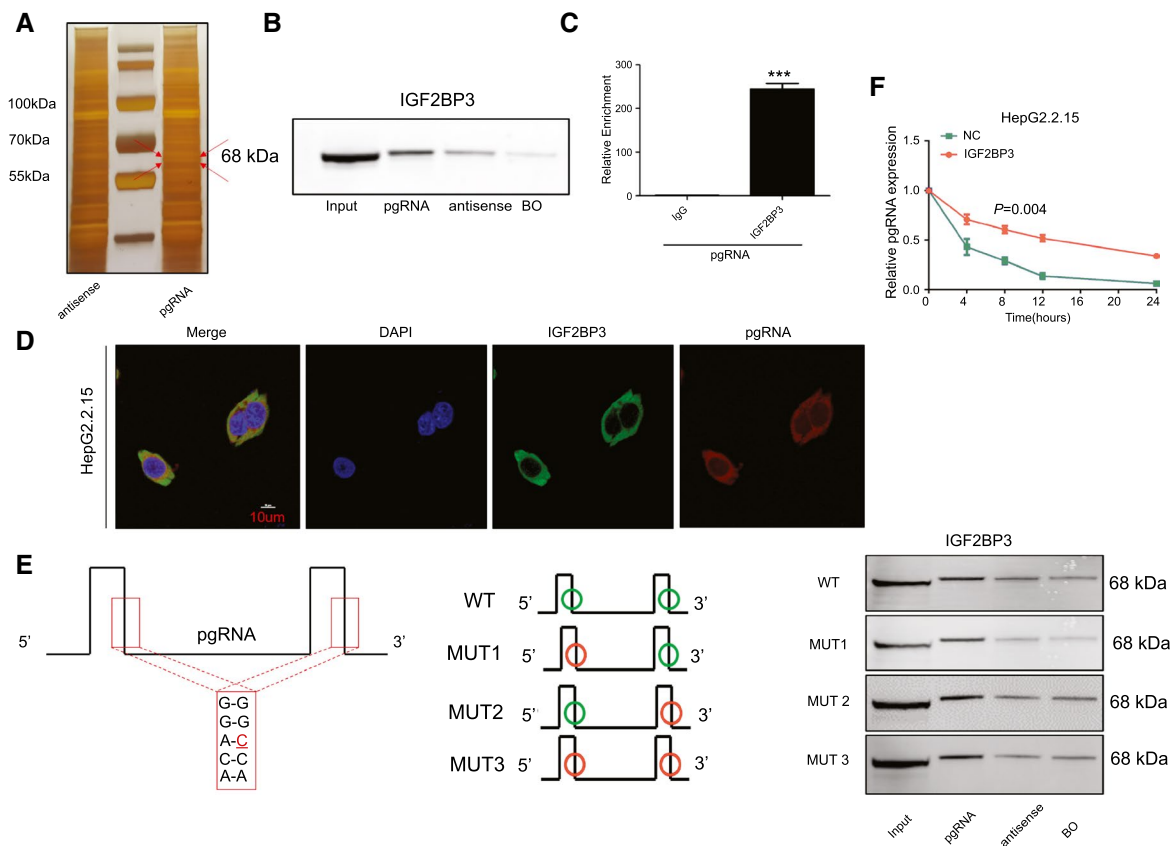 A
100kDa
70kDa
55kDa
antisense
pgRNA
B
IGF2BP3
68 kDa
Input
pgRNA
antisense
BO
C
Relative Enrichment
300
200
100
0
***
IgG
IGF2BP3
pgRNA
F
HepG2.2.15
NC
IGF2BP3
Relative pgRNA expression
1.5
1.0
0.5
0.0
P=0.004
0
4
8
12
16
20
24
Time(hours)
D
Merge
DAPI
IGF2BP3
pgRNA
HepG2.2.15
10um
E
5’
pgRNA
3’
G-G
G-G
A-C
C-C
A-A
WT
5’
3’
MUT1
5’
3’
MUT2
5’
3’
MUT3
5’
3’
IGF2BP3
WT
68 kDa
MUT1
68 kDa
MUT 2
68 kDa
MUT 3
68 kDa
Input
pgRNA
antisense
BO